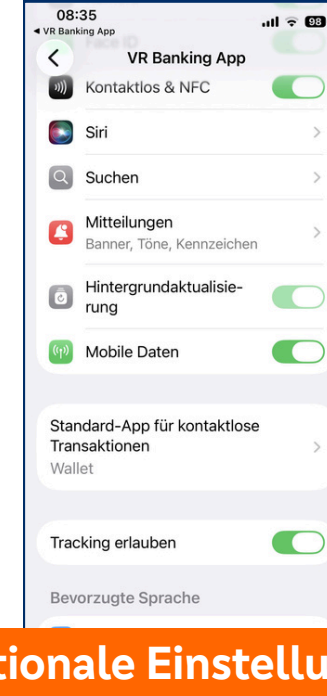 08:35
98
◀ VR Banking App
Face ID
VR Banking App
Kontaktlos & NFC
Siri
Suchen
Mitteilungen
Banner, Töne, Kennzeichen
Hintergrundaktualisie-
rung
Mobile Daten
Standard-App für kontaktlose
Transaktionen
Wallet
Tracking erlauben
Bevorzugte Sprache
tionale Einstellu